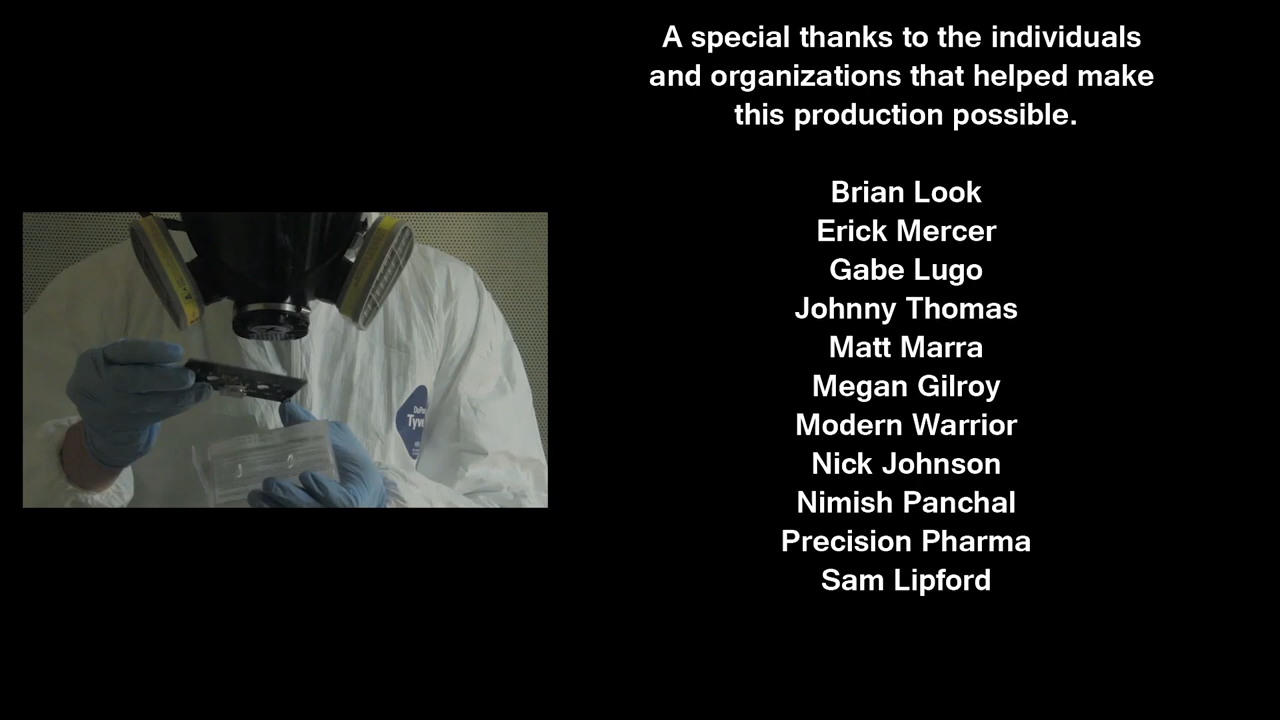 A special thanks to the individuals
and organizations that helped make
this production possible.
Brian Look
Erick Mercer
Gabe Lugo
Johnny Thomas
Matt Marra
Megan Gilroy
Modern Warrior
Nick Johnson
Nimish Panchal
Precision Pharma
Sam Lipford